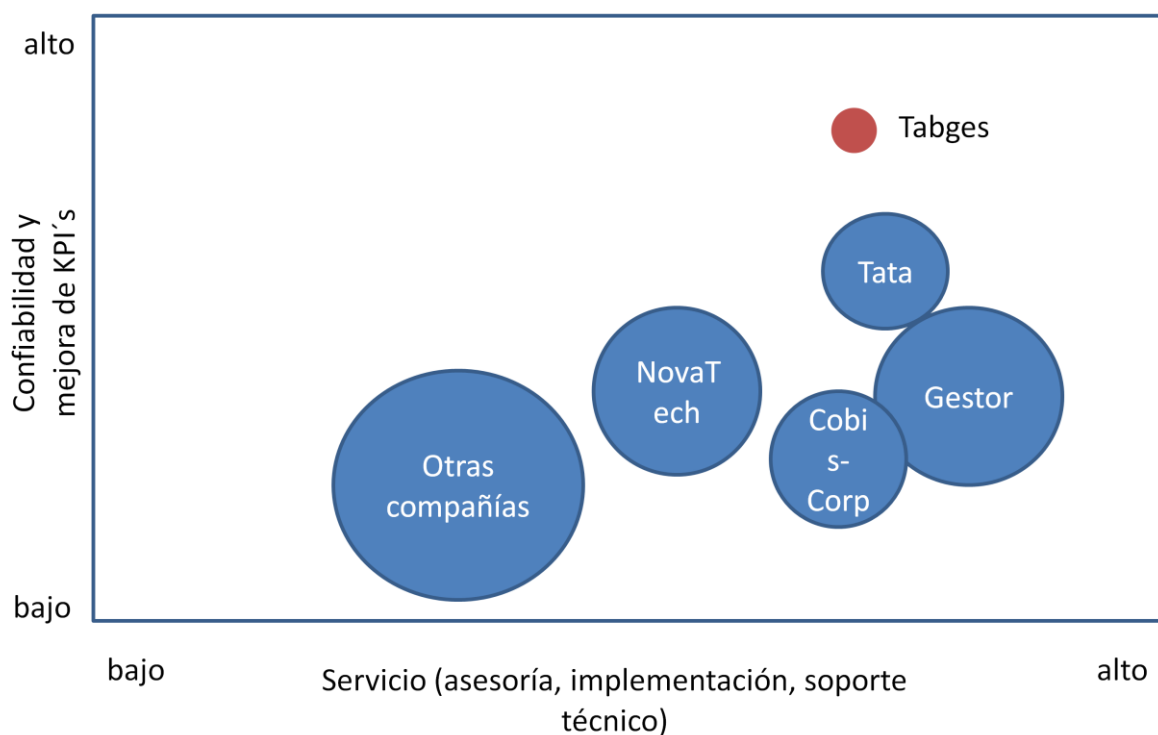 alto
Tabges
Confiabilidad y
mejora de KPI´s
Tata
NovaT
ech
Gestor
Cobi
s-
Corp
Otras
compañías
bajo
bajo
alto
Servicio (asesoría, implementación, soporte
técnico)